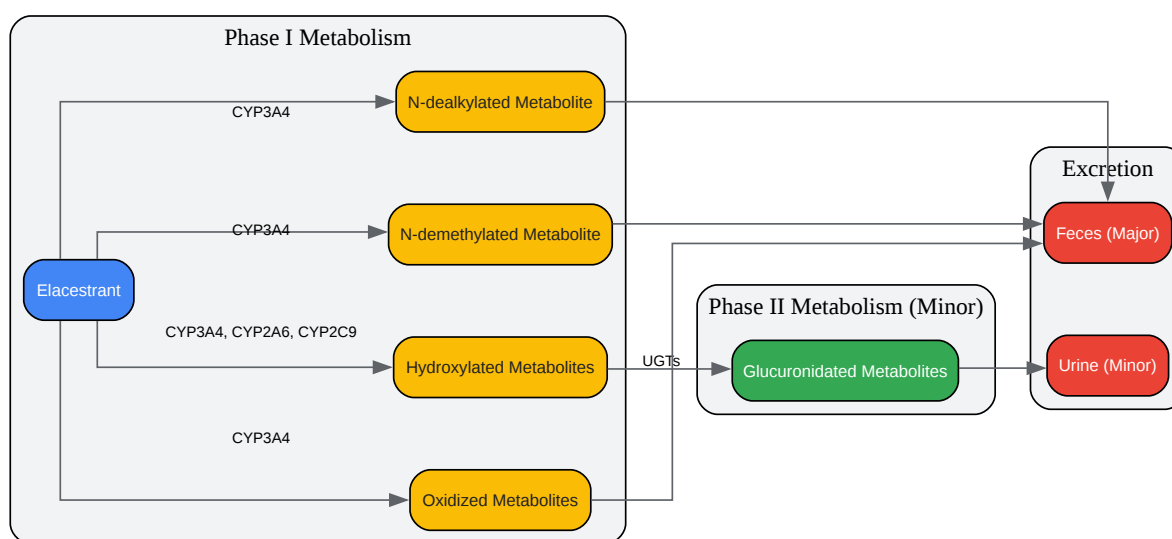 Phase I Metabolism
CYP3A4
N-dealkylated Metabolite
CYP3A4
N-demethylated Metabolite
Elacestrant
CYP3A4, CYP2A6, CYP2C9
Hydroxylated Metabolites
CYP3A4
Oxidized Metabolites
UGTs
Phase II Metabolism (Minor)
Glucuronidated Metabolites
Excretion
Feces (Major)
Urine (Minor)